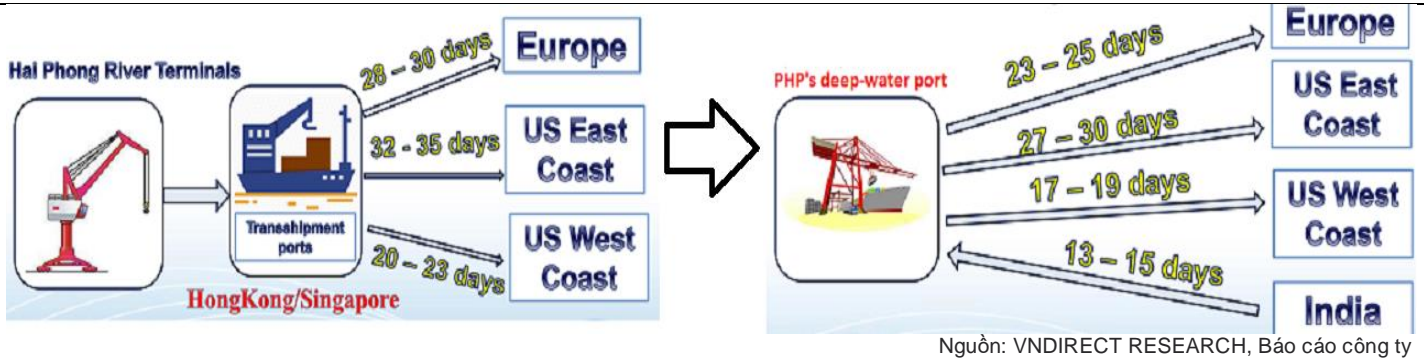 Hai Phong River Terminals
Transshipment
ports
HongKong/Singapore
28 – 30 days
Europe
32 - 35 days
US East
Coast
20 – 23 days
US West
Coast
PHP's deep-water port
23 – 25 days
Europe
27 – 30 days
US East
Coast
17 – 19 days
US West
Coast
13 – 15 days
India
Nguồn: VNDIRECT RESEARCH, Báo cáo công ty